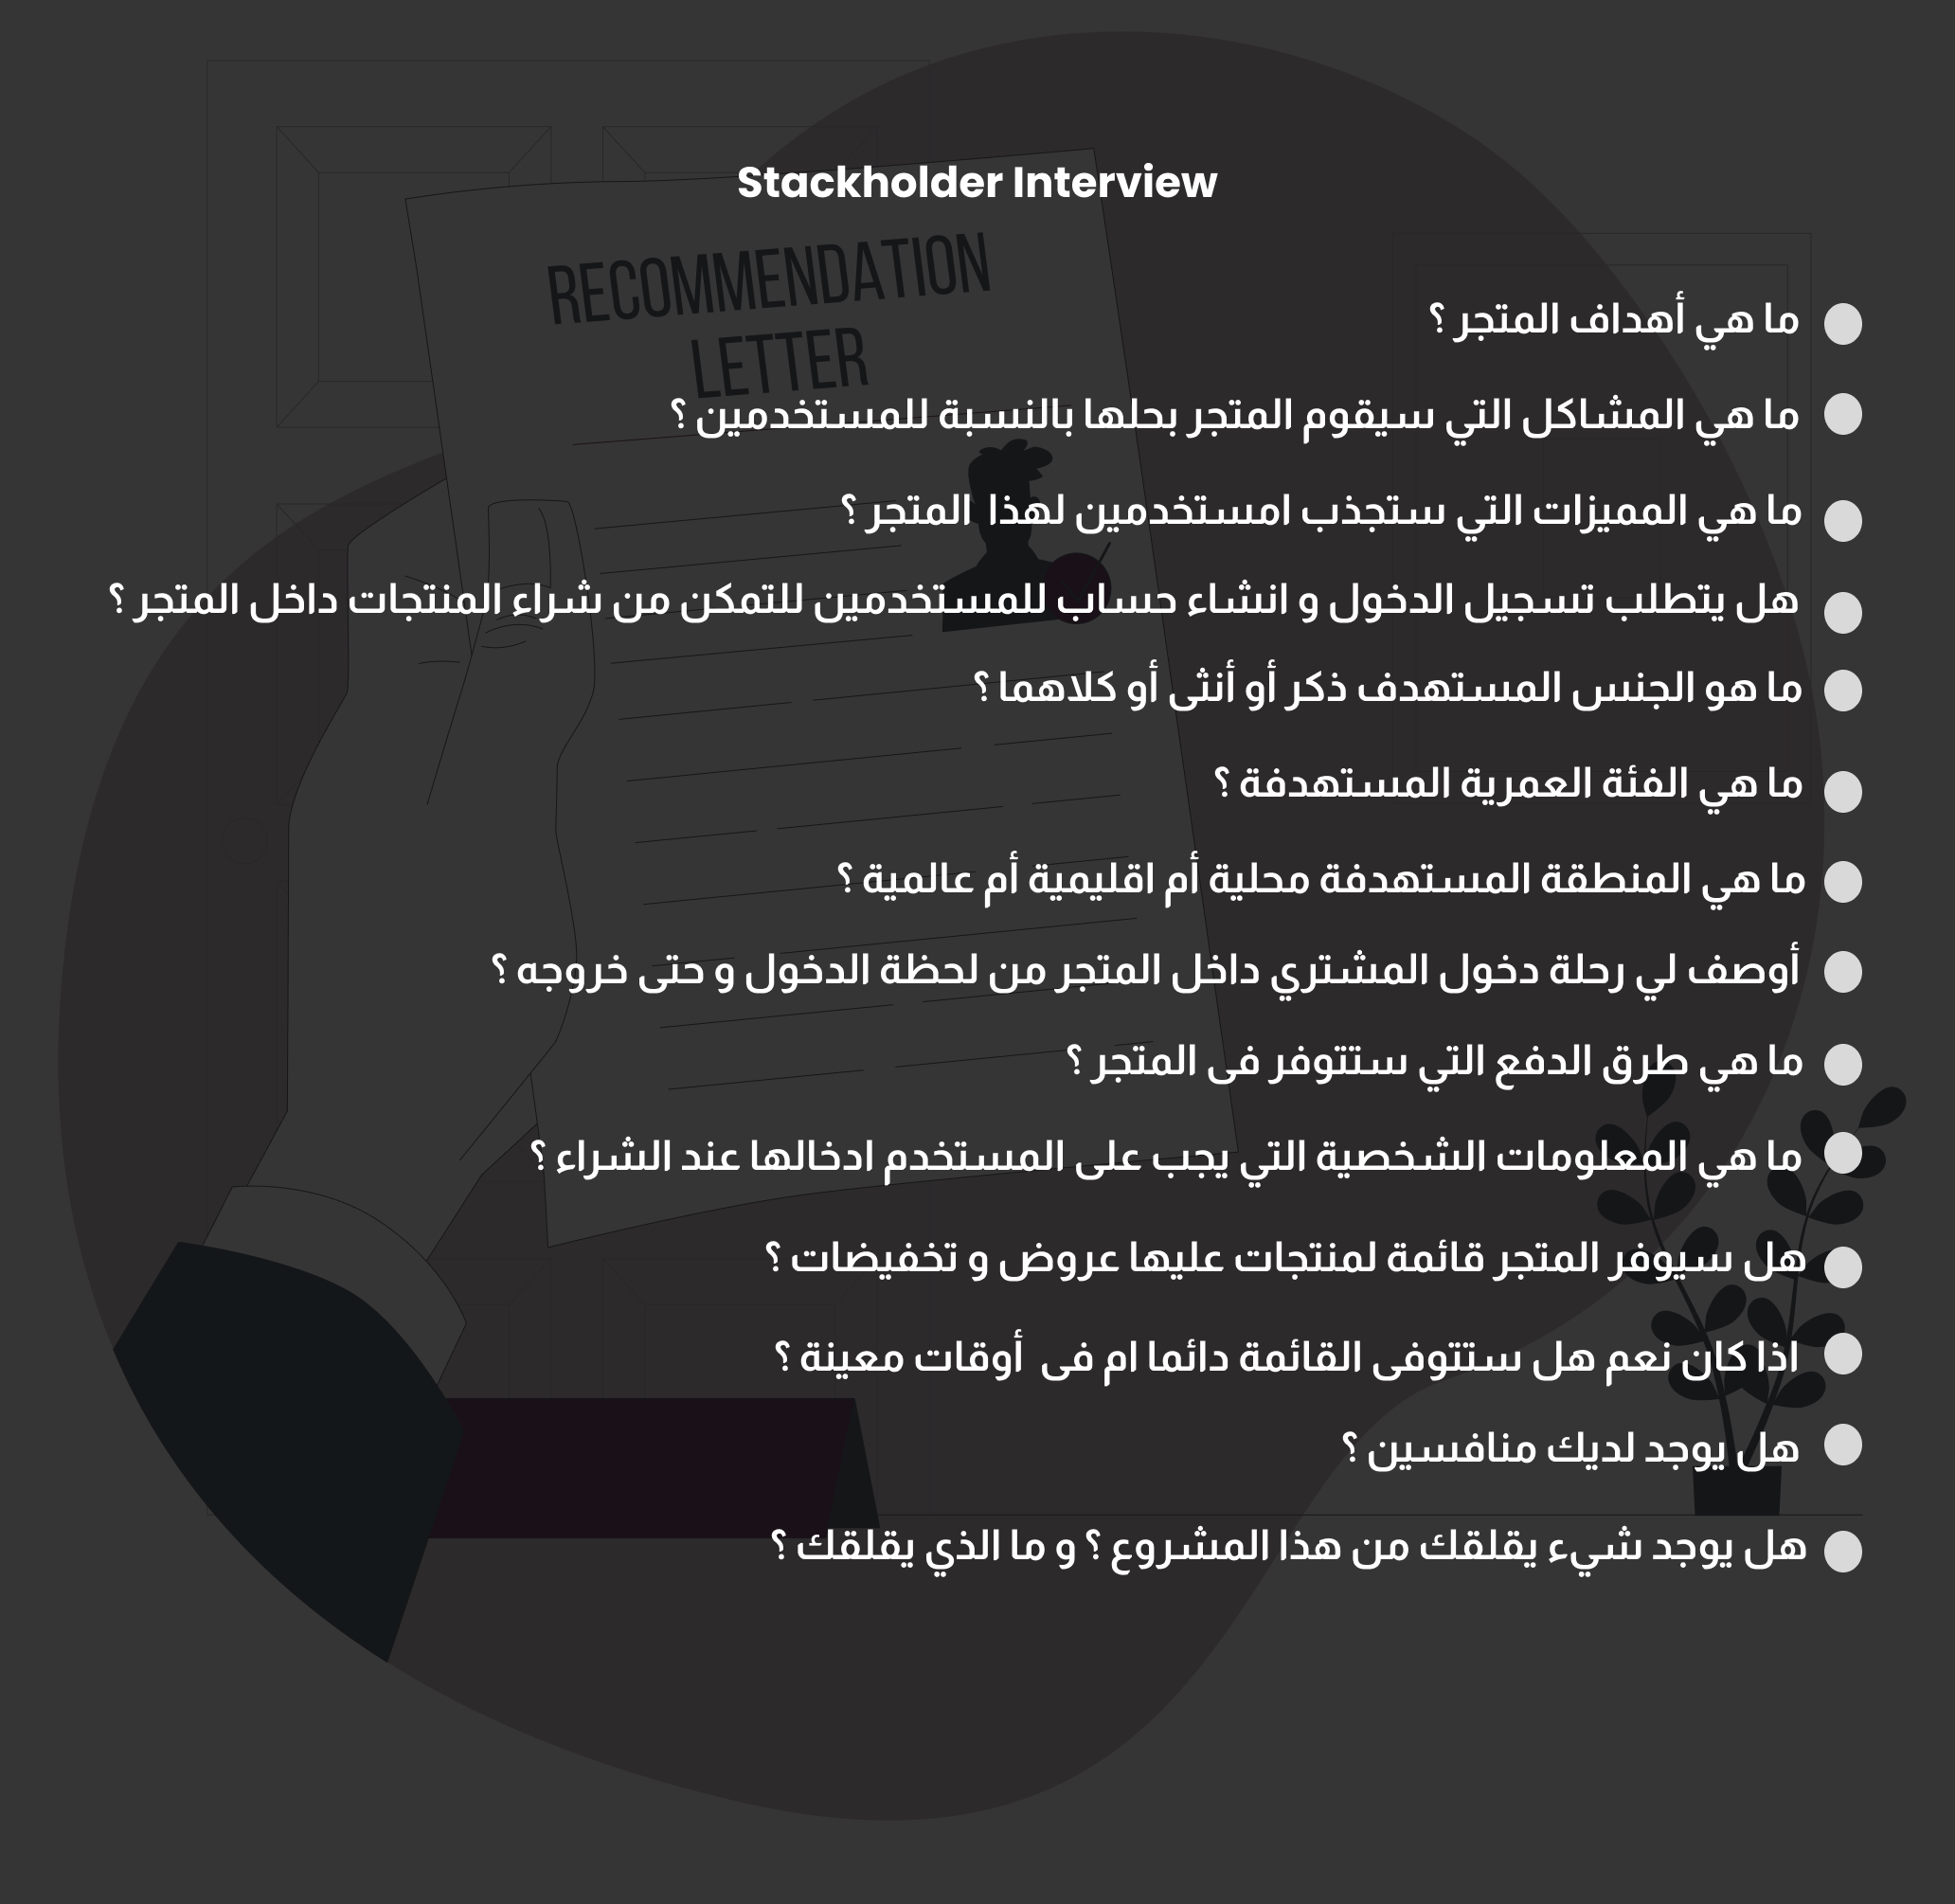 Stackholder Interview
RECOMMENDATION
LETTER
ما هي أهداف المتجر ؟
ما هي المشاكل التي سيقوم المتجر بحلها بالنسبة للمستخدمين ؟
ما هي المميزات التي ستجذب امستخدمين لهذا المتجر ؟
هل يتطلب تسجيل الدخول و انشاء حساب للمستخدمين للتمكن من شراء المنتجات داخل المتجر ؟
ما هو الجنس المستهدف ذكر أو أنثى أو كلاهما ؟
ما هي الفئة العمرية المستهدفة ؟
ما هي المنطقة المستهدفة محلية أم اقليمية أم عالمية ؟
أوصف لي رحلة دخول المشتري داخل المتجر من لحظة الدخول و حتى خروجه ؟
ما هي طرق الدفع التي ستتوفر فى المتجر ؟
ما هي المعلومات الشخصية التي يجب على المستخدم ادخالها عند الشراء ؟
هل سيوفر المتجر قائمة لمنتجات عليها عروض و تخفيضات ؟
اذا كان نعم هل ستتوفى القائمة دائما ام فى أوقات معينة ؟
هل يوجد لديك منافسين ؟
هل يوجد شيء يقلقك من هذا المشروع ؟ و ما الذي يقلقك ؟